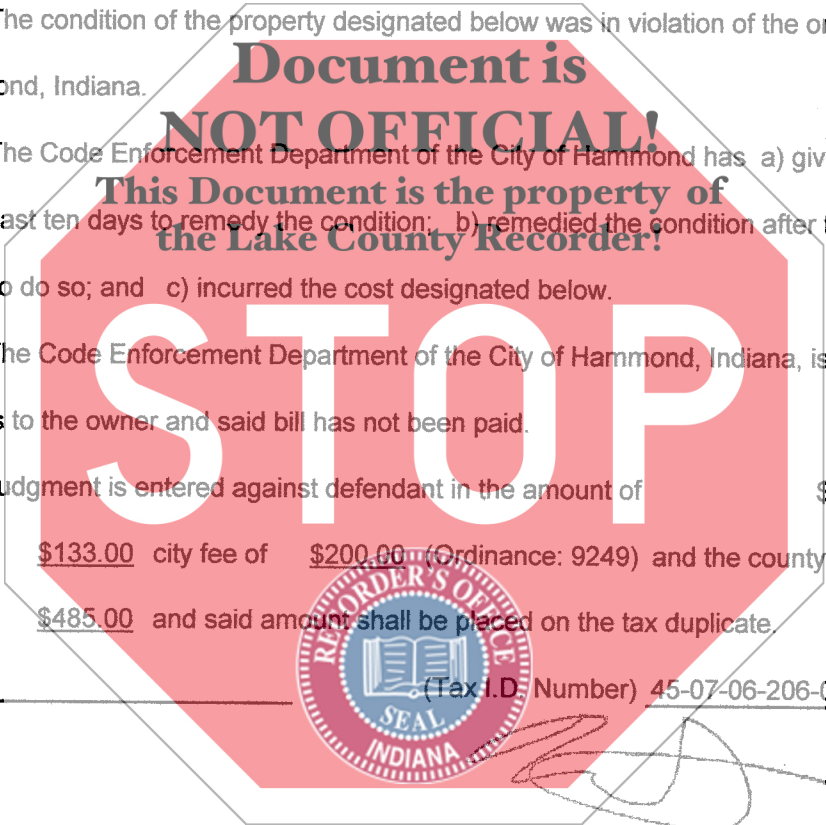 The condition of the property designated below was in violation of the or
Document is
ond, Indiana.
NOT OFFICIAL!
he Code Enforcement Department of the City of Hammond has a) giv
This Document is the property of
ast ten days to remedy the condition; b) remedied the condition after
the Lake County Recorder!
o do so; and c) incurred the cost designated below.
he Code Enforcement Department of the City of Hammond, Indiana, is
s to the owner and said bill has not been paid.
STOP
udgment is entered against defendant in the amount of $
$133.00 city fee of $200.00 (Ordinance: 9249) and the county
$485.00 and said amount shall be placed on the tax duplicate.
RECORDER'S OFFICE
(Tax I.D. Number) 45-07-06-206-0
SEAL
INDIANA